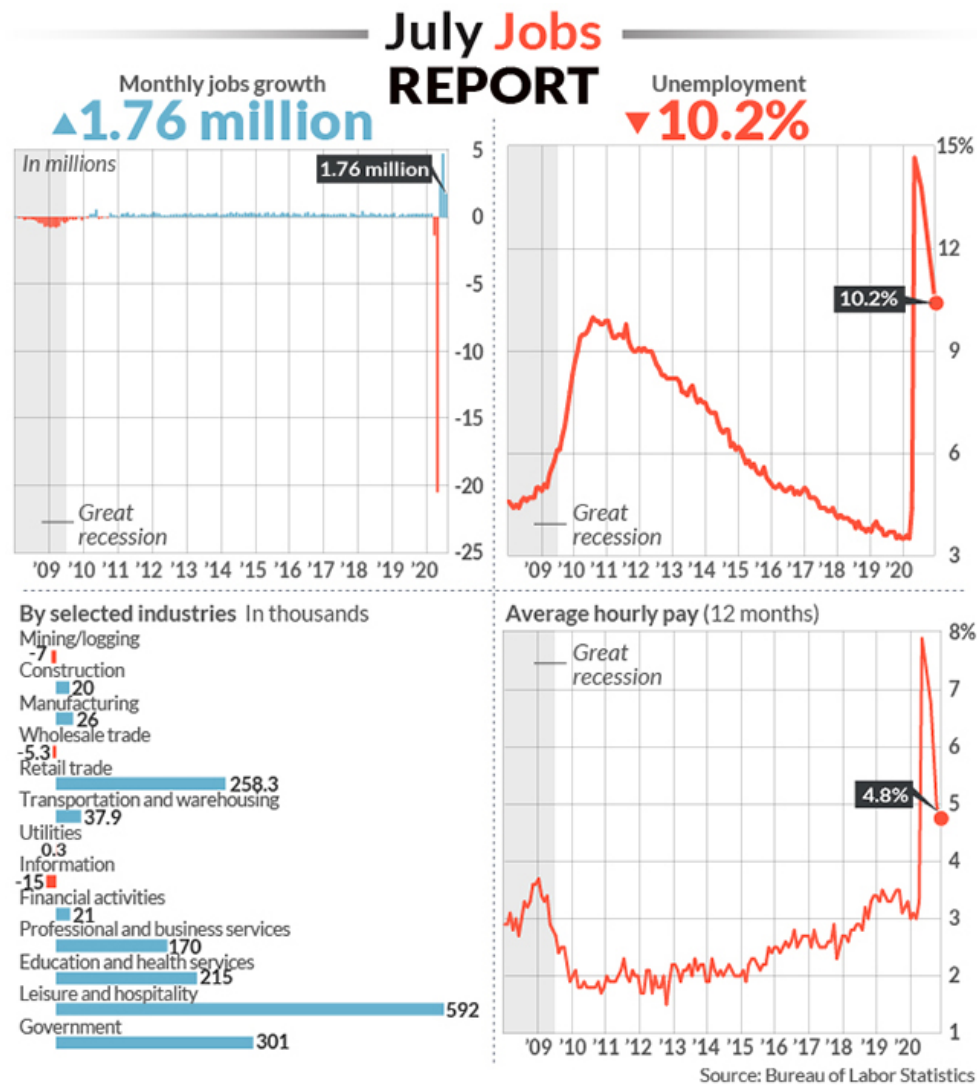 July Jobs
REPORT
Monthly jobs growth
▲1.76 million
In millions
1.76 million
5
0
-5
-10
-15
-20
-25
Great
recession
'09 10 11 12 13 14 '15 '16 '17 18 19 20
Unemployment
▼10.2%
15%
12
10.2%
9
6
3
Great
recession
'09 10 '11 '12 '13 '14 '15 '16 '17 '18 '19 '20
By selected industries In thousands
Mining/logging
-7
Construction
20
Manufacturing
26
Wholesale trade
-5.3
Retail trade
258.3
Transportation and warehousing
37.9
Utilities
0.3
Information
-15
Financial activities
21
Professional and business services
170
Education and health services
215
Leisure and hospitality
592
Government
301
Average hourly pay (12 months)
8%
Great
recession
7
6
4.8%
5
4
3
2
1
'09 '10 '11 '12 '13 '14 '15 '16 '17 '18 '19 '20
Source: Bureau of Labor Statistics